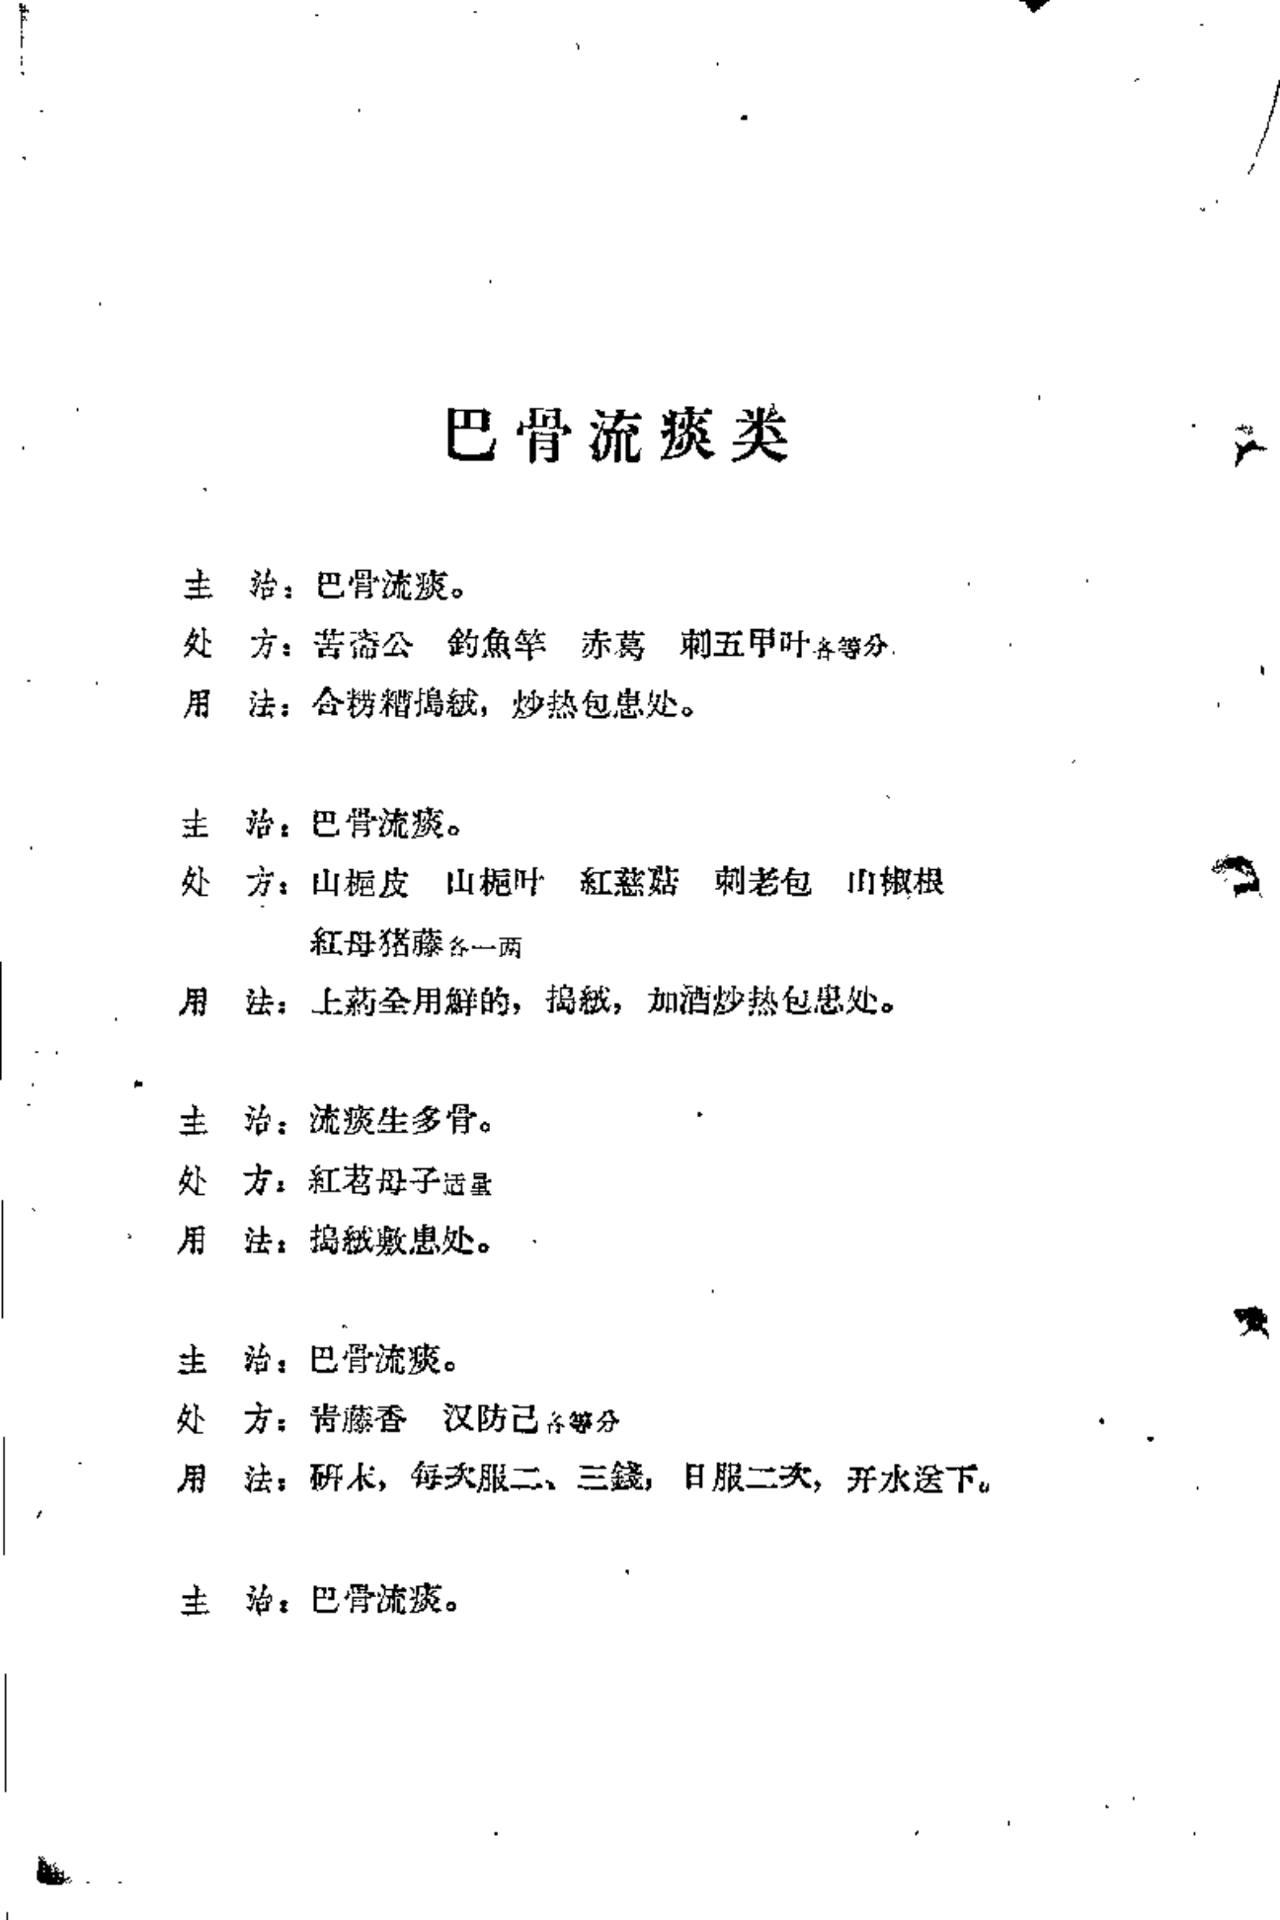 巴骨流痰类
主　治：巴骨流痰。
处　方：苦斋公　釣魚竿　赤葛　刺五甲叶各等分
用　法：合醪糟搗絨，炒热包患处。
主　治：巴骨流痰。
处　方：山梔皮　山梔叶　紅慈菇　刺老包　山椒根
紅母猪藤各一两
用　法：上药全用鮮的，搗絨，加酒炒热包患处。
主　治：流痰生多骨。
处　方：紅苕母子适量
用　法：搗絨敷患处。
主　治：巴骨流痰。
处　方：青藤香　汉防己各等分
用　法：研末，每次服二、三錢，日服二次，开水送下。
主　治：巴骨流痰。